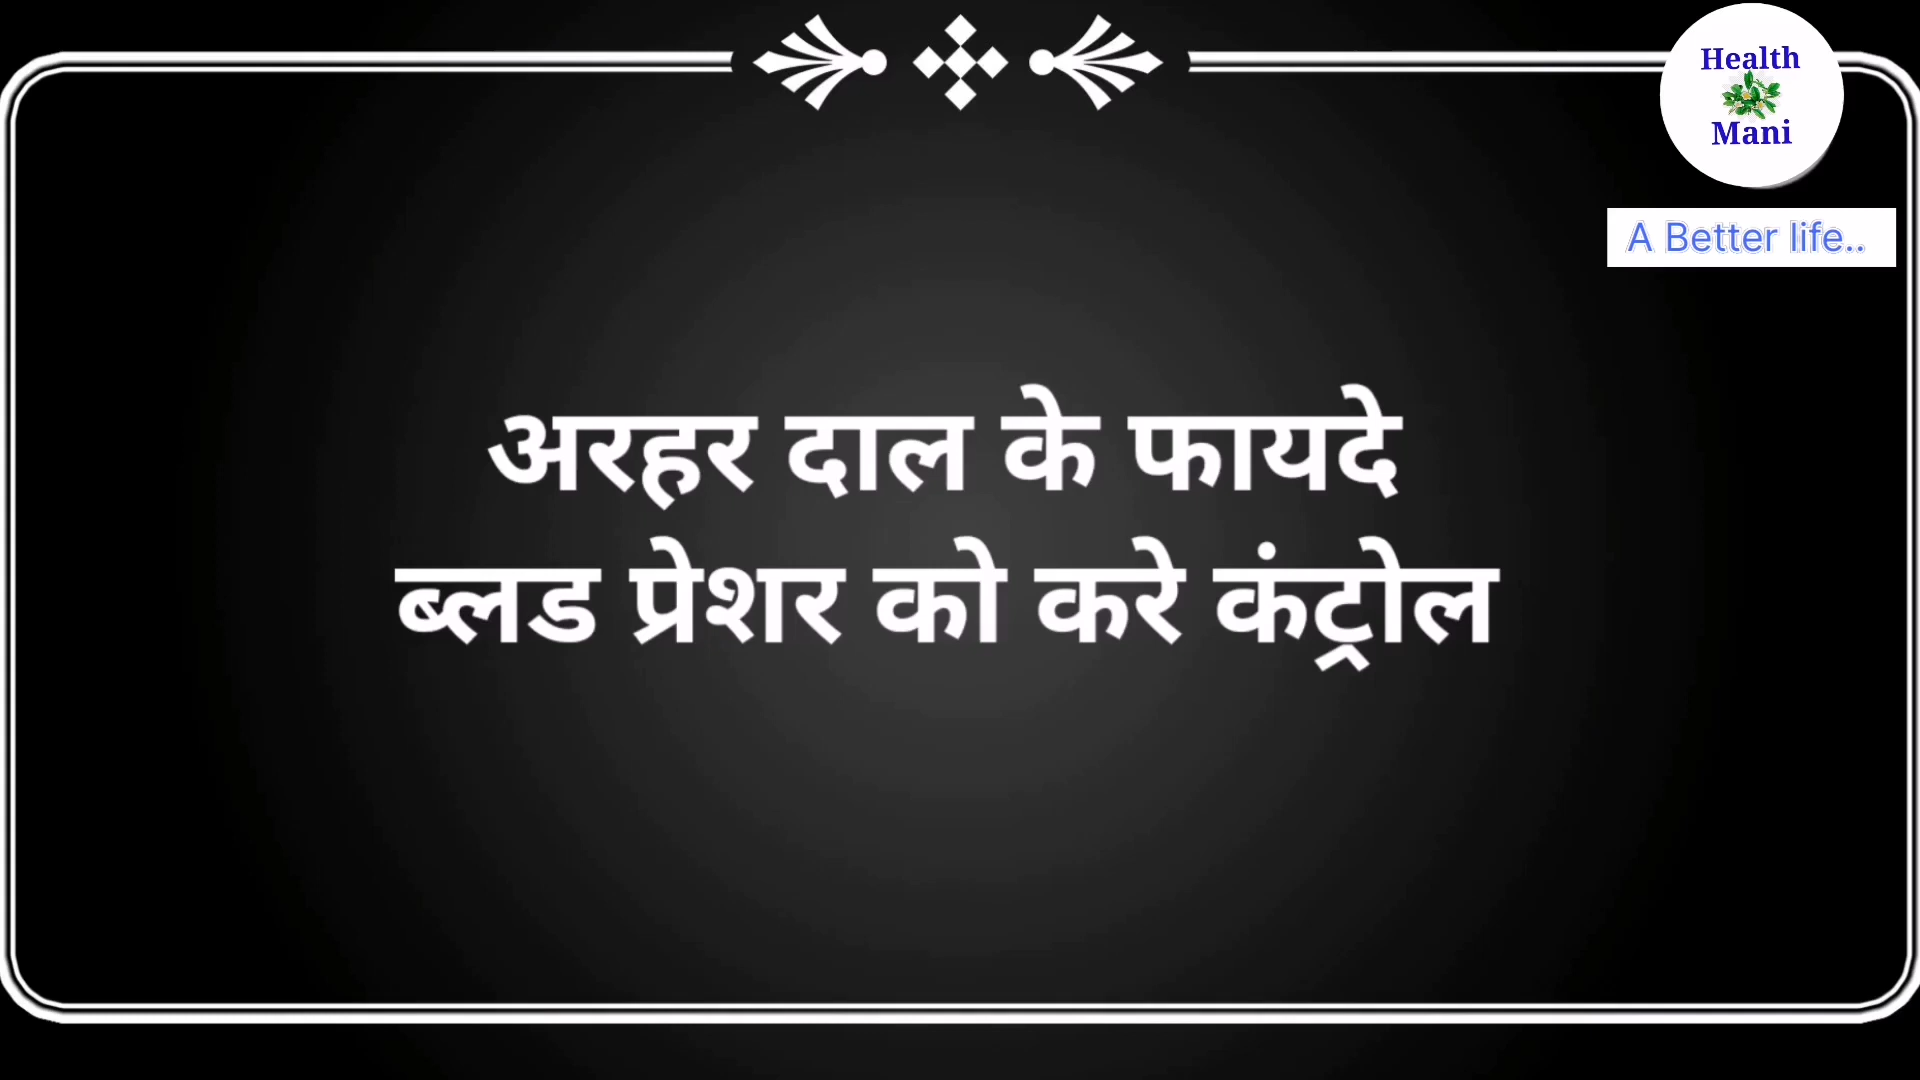 Health
Mani
A Better life..
अरहर दाल के फायदे
ब्लड प्रेशर को करे कंट्रोल